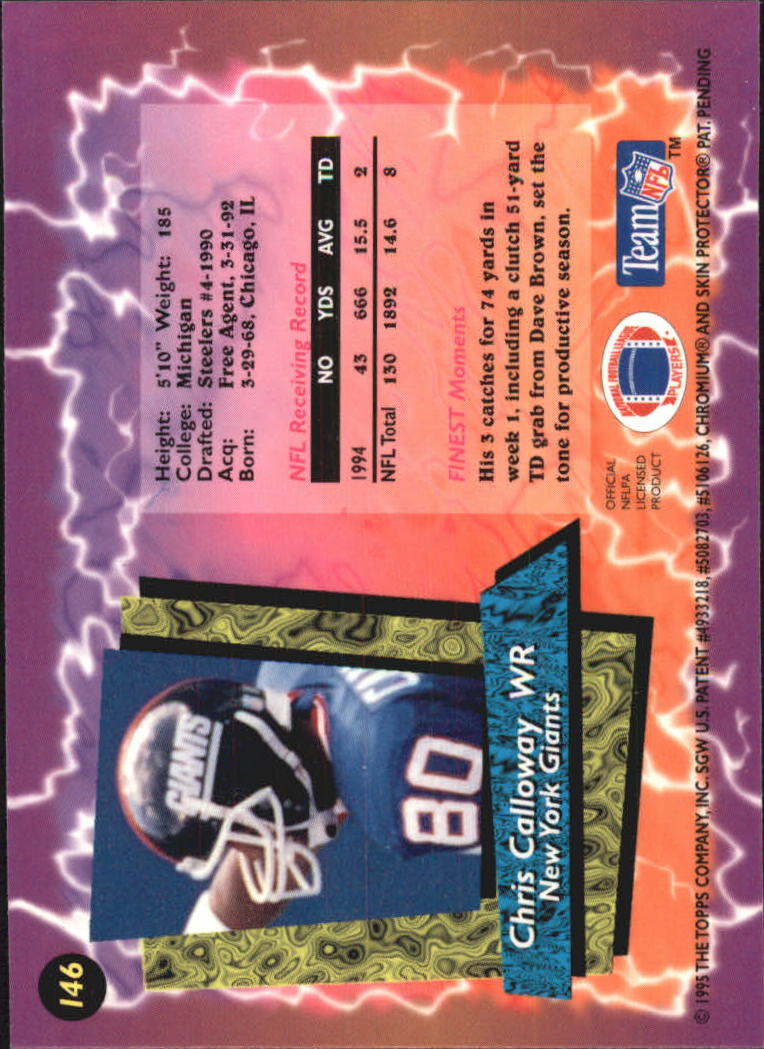 146
GIANTS
80
Chris Calloway WR
New York Giants
Height: 5'10" Weight: 185
College: Michigan
Drafted: Steelers #4-1990
Acq: Free Agent, 3-31-92
Born: 3-29-68, Chicago, IL
NFL Receiving Record
NO YDS AVG TD
1994 43 666 15.5 2
NFL Total 130 1892 14.6 8
FINEST Moments
His 3 catches for 74 yards in
week 1, including a clutch 51-yard
TD grab from Dave Brown, set the
tone for productive season.
OFFICIAL
NFLPA
LICENSED
PRODUCT
NATIONAL FOOTBALL LEAGUE
PLAYERS
Team NFL TM
© 1995 THE TOPPS COMPANY, INC. SGW U.S. PATENT #4933218, #5082703, #5106126, CHROMIUM® AND SKIN PROTECTOR® PAT. PENDING